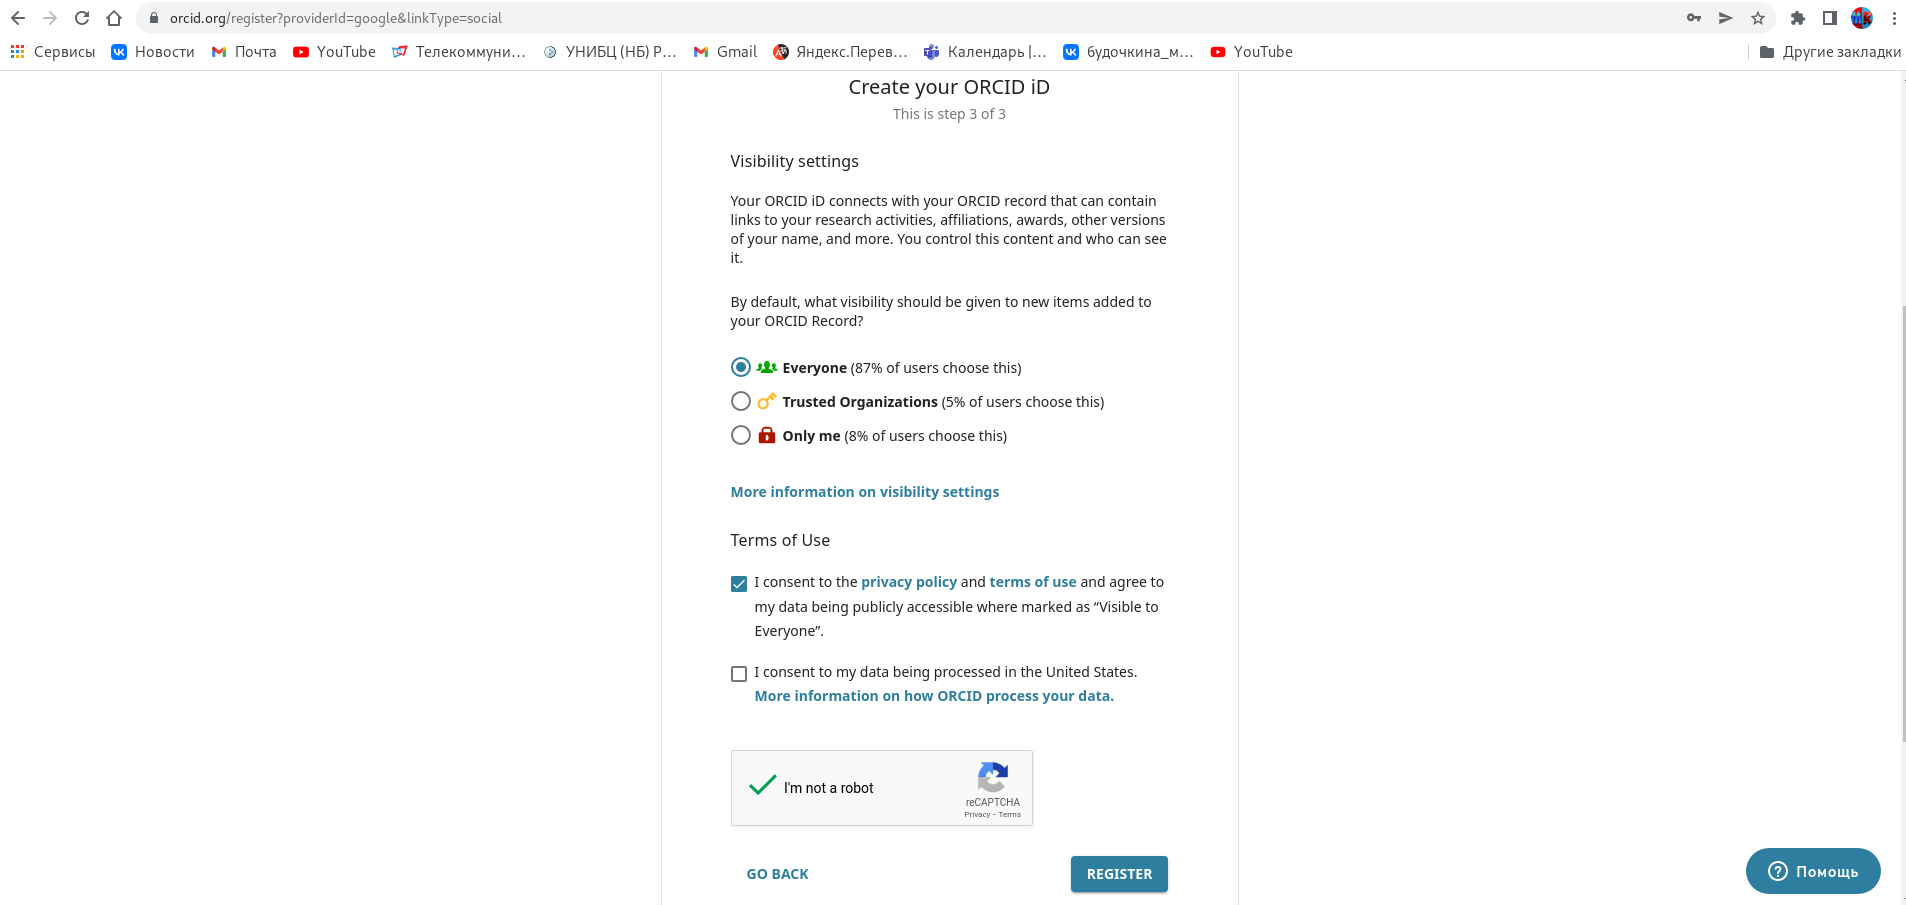 orcid.org/register?providerId=google&linkType=social
Сервисы
Новости
Почта
YouTube
Телекоммуни...
УНИБЦ (НБ) Р...
Gmail
Яндекс.Перев...
Календарь |...
будочкина_м...
YouTube
Другие закладки
Create your ORCID iD
This is step 3 of 3
Visibility settings
Your ORCID iD connects with your ORCID record that can contain
links to your research activities, affiliations, awards, other versions
of your name, and more. You control this content and who can see
it.
By default, what visibility should be given to new items added to
your ORCID Record?
Everyone (87% of users choose this)
Trusted Organizations (5% of users choose this)
Only me (8% of users choose this)
More information on visibility settings
Terms of Use
I consent to the privacy policy and terms of use and agree to
my data being publicly accessible where marked as “Visible to
Everyone”.
I consent to my data being processed in the United States.
More information on how ORCID process your data.
I'm not a robot
reCAPTCHA
Privacy - Terms
GO BACK
REGISTER
Помощь